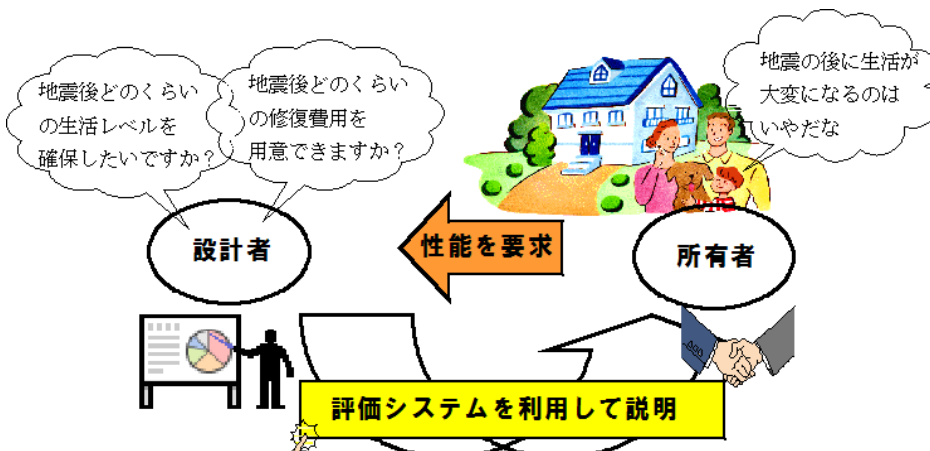 地震後どのくらい
の生活レベルを
確保したいですか?
地震後どのくらい
の修復費用を
用意できますか?
地震の後に生活が
大変になるのは
いやだな
設計者
性能を要求
所有者
評価システムを利用して説明